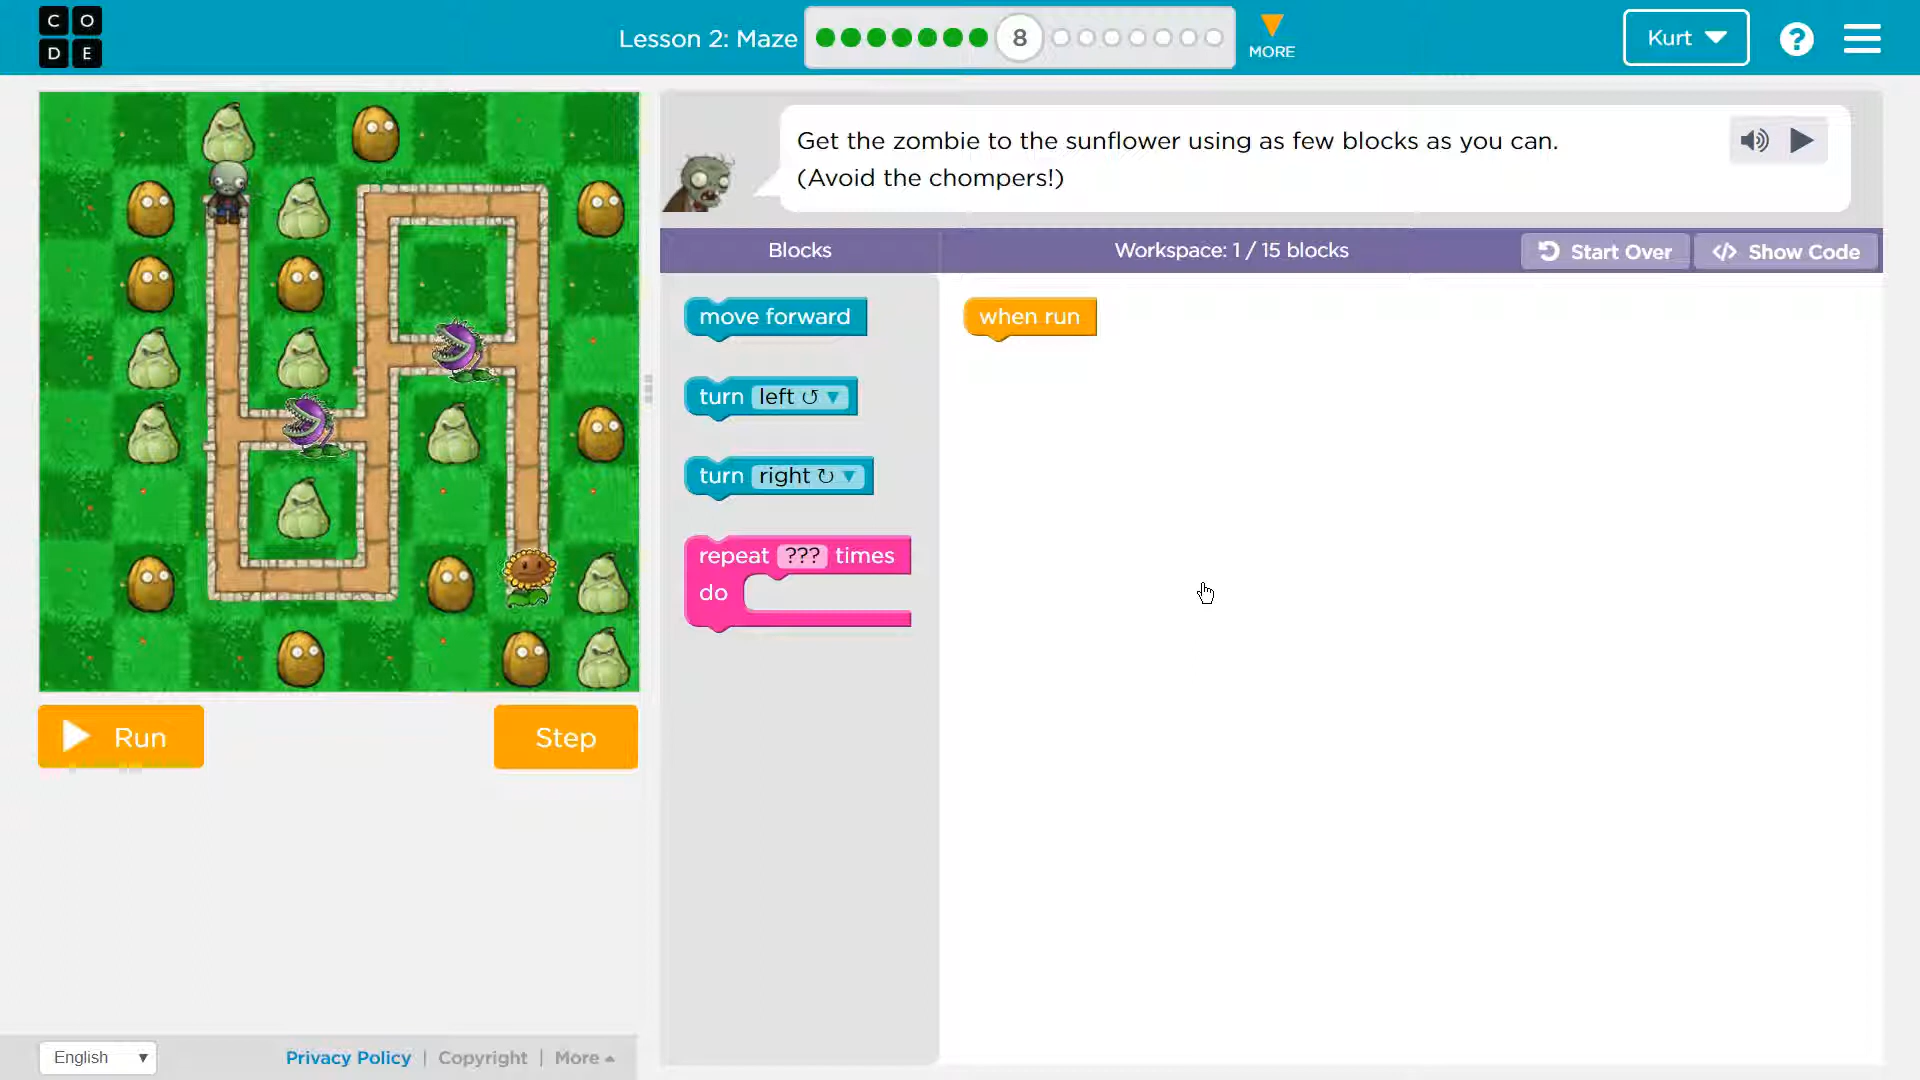 C O
D E
Lesson 2: Maze
8
MORE
Kurt
?
Get the zombie to the sunflower using as few blocks as you can.
(Avoid the chompers!)
Blocks
Workspace: 1 / 15 blocks
Start Over
</> Show Code
move forward
when run
turn left ↺ ▼
turn right ↻ ▼
repeat ??? times
do
Run
Step
English
Privacy Policy | Copyright | More